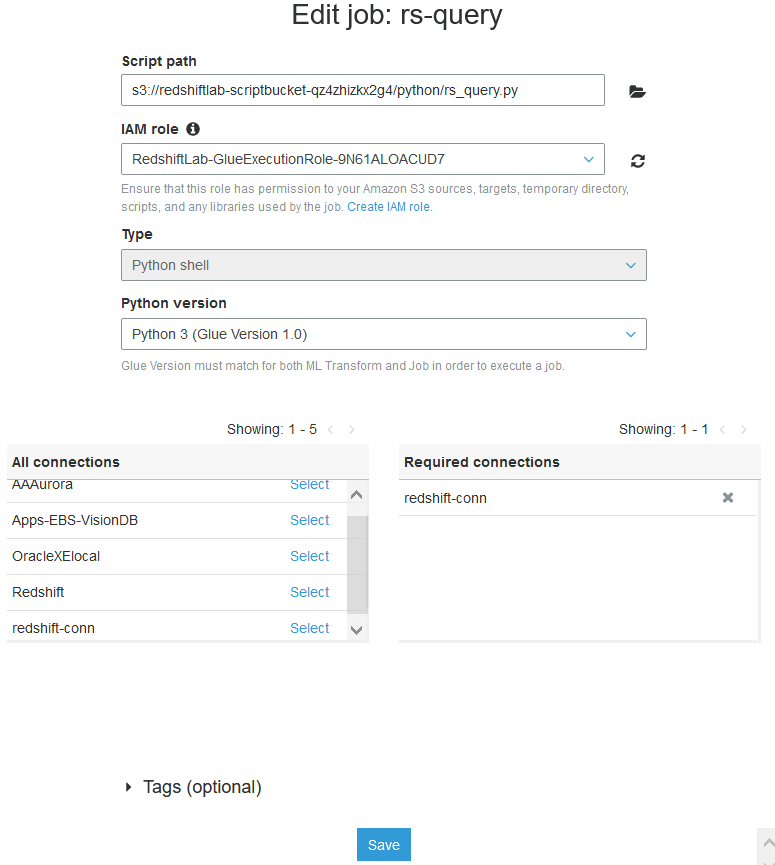 Edit job: rs-query
Script path
s3://redshiftlab-scriptbucket-qz4zhizkx2g4/python/rs_query.py
IAM role
RedshiftLab-GlueExecutionRole-9N61ALOACUD7
Ensure that this role has permission to your Amazon S3 sources, targets, temporary directory,
scripts, and any libraries used by the job. Create IAM role.
Type
Python shell
Python version
Python 3 (Glue Version 1.0)
Glue Version must match for both ML Transform and Job in order to execute a job.
Showing: 1 - 5
All connections
AAAurora Select
Apps-EBS-VisionDB Select
OracleXElocal Select
Redshift Select
redshift-conn Select
Showing: 1 - 1
Required connections
redshift-conn
Tags (optional)
Save